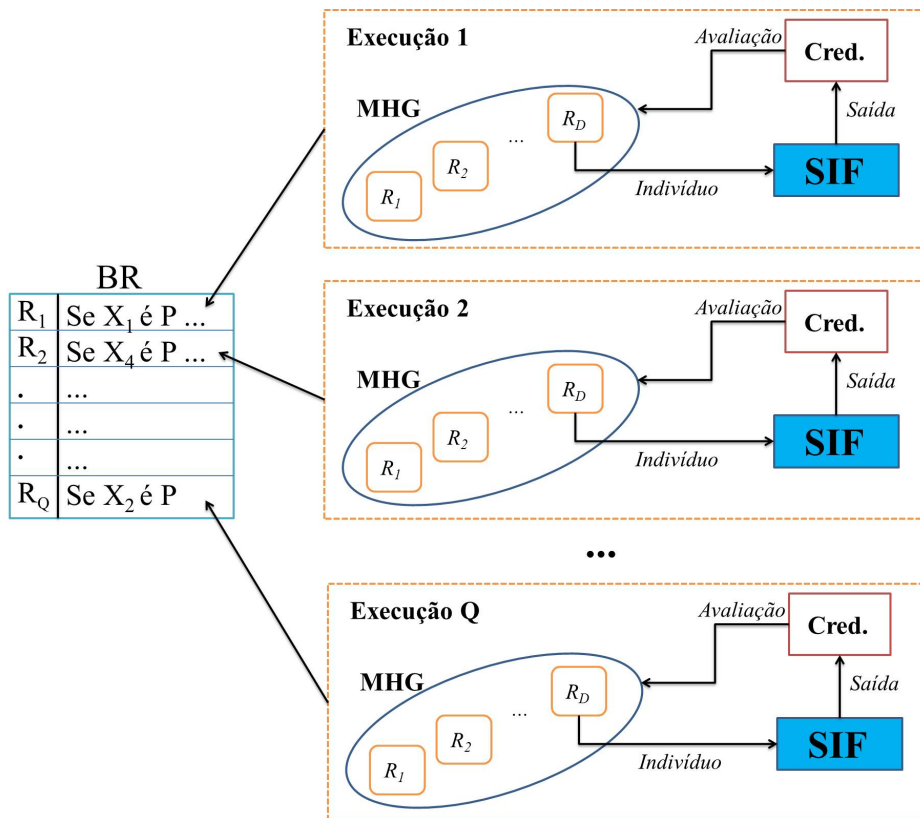 BR
R1 Se X1 é P ...
R2 Se X4 é P ...
. ...
. ...
. ...
RQ Se X2 é P
Execução 1
MHG
R1
R2
...
RD
Indivíduo
SIF
Saída
Cred.
Avaliação
Execução 2
MHG
R1
R2
...
RD
Indivíduo
SIF
Saída
Cred.
Avaliação
...
Execução Q
MHG
R1
R2
...
RD
Indivíduo
SIF
Saída
Cred.
Avaliação